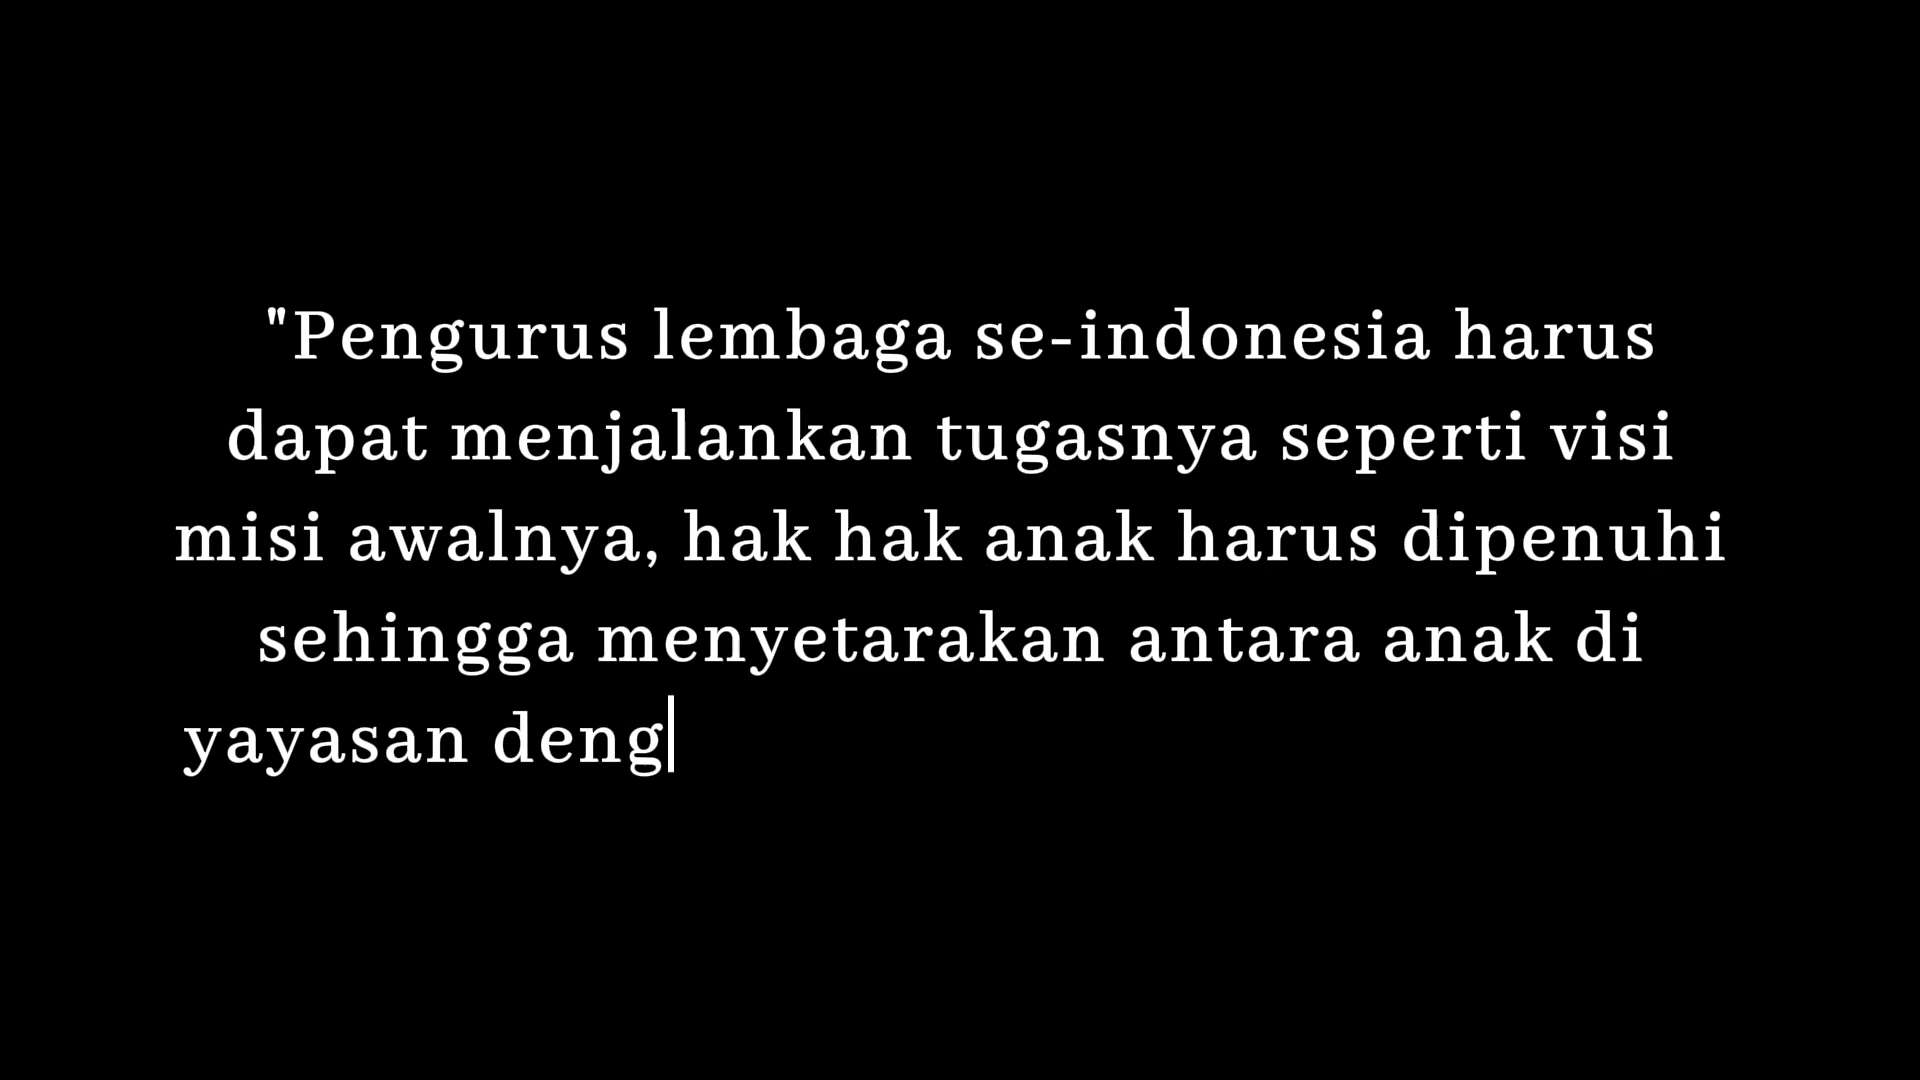 "Pengurus lembaga se-indonesia harus
dapat menjalankan tugasnya seperti visi
misi awalnya, hak hak anak harus dipenuhi
sehingga menyetarakan antara anak di
yayasan deng